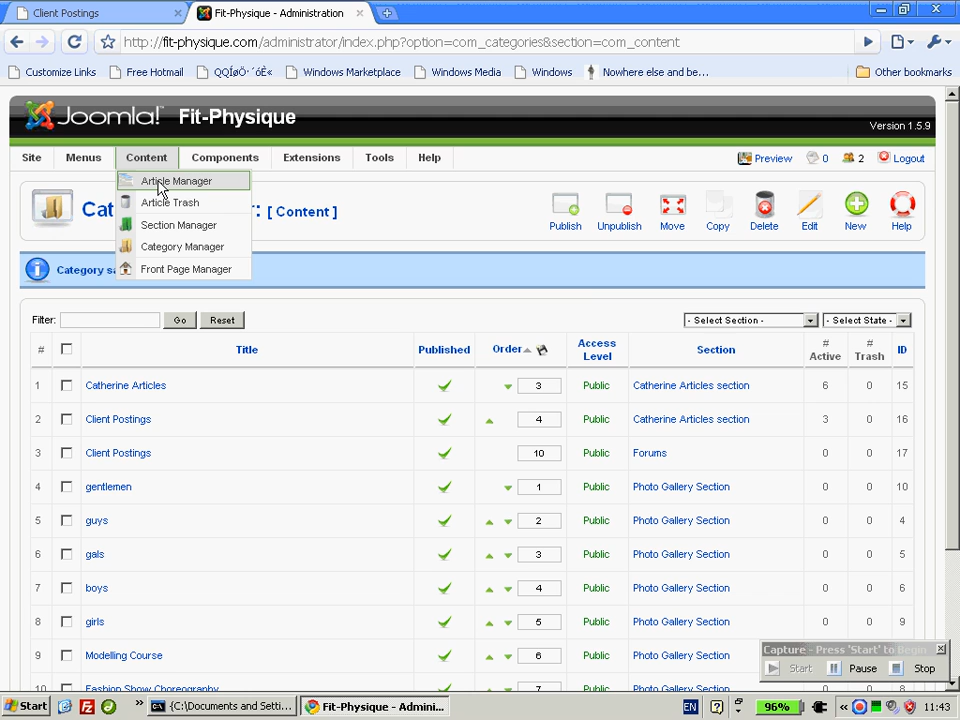 Client Postings
Fit-Physique - Administration
http://fit-physique.com/administrator/index.php?option=com_categories&section=com_content
Customize Links
Free Hotmail
Windows Marketplace
Windows Media
Windows
Nowhere else and be...
Other bookmarks
Joomla! Fit-Physique
Version 1.5.9
Site Menus Content Components Extensions Tools Help
Preview 0 2 Logout
Article Manager
Article Trash
Section Manager
Category Manager
Front Page Manager
[ Content ]
Publish Unpublish Move Copy Delete Edit New Help
Category
Filter: Go Reset
- Select Section - - Select State -
# Title Published Order Access Level Section # Active # Trash ID
1 Catherine Articles 3 Public Catherine Articles section 6 0 15
2 Client Postings 4 Public Catherine Articles section 3 0 16
3 Client Postings 10 Public Forums 0 0 17
4 gentlemen 1 Public Photo Gallery Section 0 0 10
5 guys 2 Public Photo Gallery Section 0 0 4
6 gals 3 Public Photo Gallery Section 0 0 5
7 boys 4 Public Photo Gallery Section 0 0 6
8 girls 5 Public Photo Gallery Section 0 0 9
9 Modelling Course 6 Public
10 Fashion Show Choreography 7
Capture - Press 'Start' to Begin
Start Pause Stop
Start
{C:\Documents and Setti...
Fit-Physique - Admini...
EN
96%
11:43